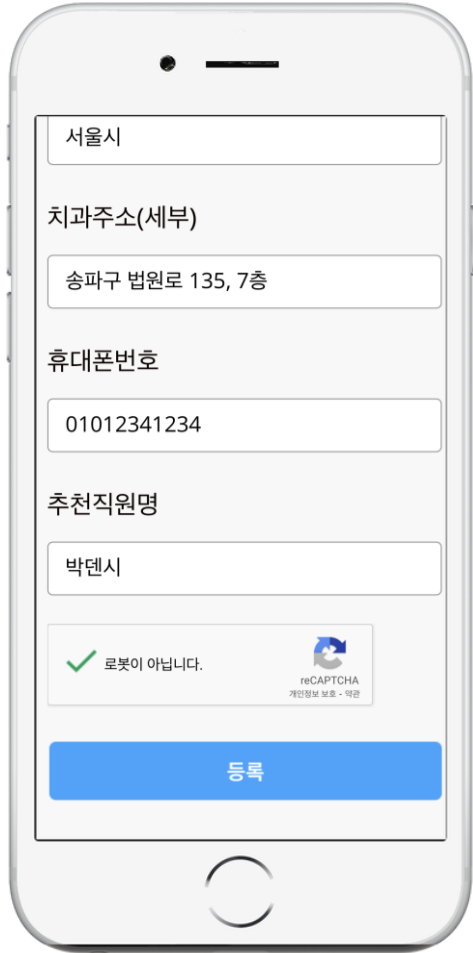 서울시
치과주소(세부)
송파구 법원로 135, 7층
휴대폰번호
01012341234
추천직원명
박덴시
로봇이 아닙니다.
reCAPTCHA
개인정보 보호 - 약관
등록